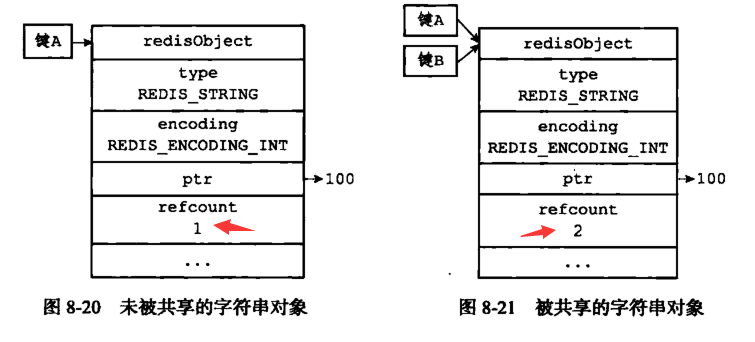 键A
redisObject
type
REDIS_STRING
encoding
REDIS_ENCODING_INT
ptr
100
refcount
1
...
图 8-20 未被共享的字符串对象
键A
键B
redisObject
type
REDIS_STRING
encoding
REDIS_ENCODING_INT
ptr
100
refcount
2
...
图 8-21 被共享的字符串对象